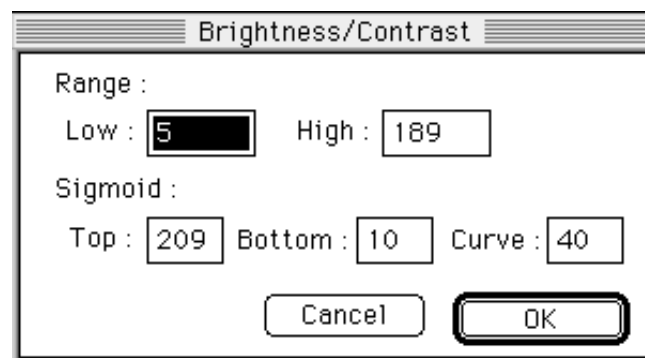 Brightness/Contrast
Range :
Low : 5 High : 189
Sigmoid :
Top : 209 Bottom : 10 Curve : 40
Cancel OK